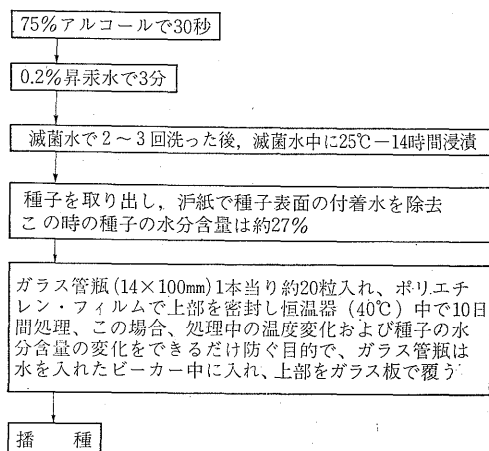 75%アルコールで30秒
0.2%昇汞水で3分
滅菌水で2～3回洗った後，滅菌水中に25℃－14時間浸漬
種子を取り出し，沪紙で種子表面の付着水を除去
この時の種子の水分含量は約27%
ガラス管瓶(14×100mm)1本当り約20粒入れ，ポリエチ
レン・フィルムで上部を密封し恒温器(40℃)中で10日
間処理、この場合、処理中の温度変化および種子の水
分含量の変化をできるだけ防ぐ目的で、ガラス管瓶は
水を入れたビーカー中に入れ、上部をガラス板で覆う
播　種